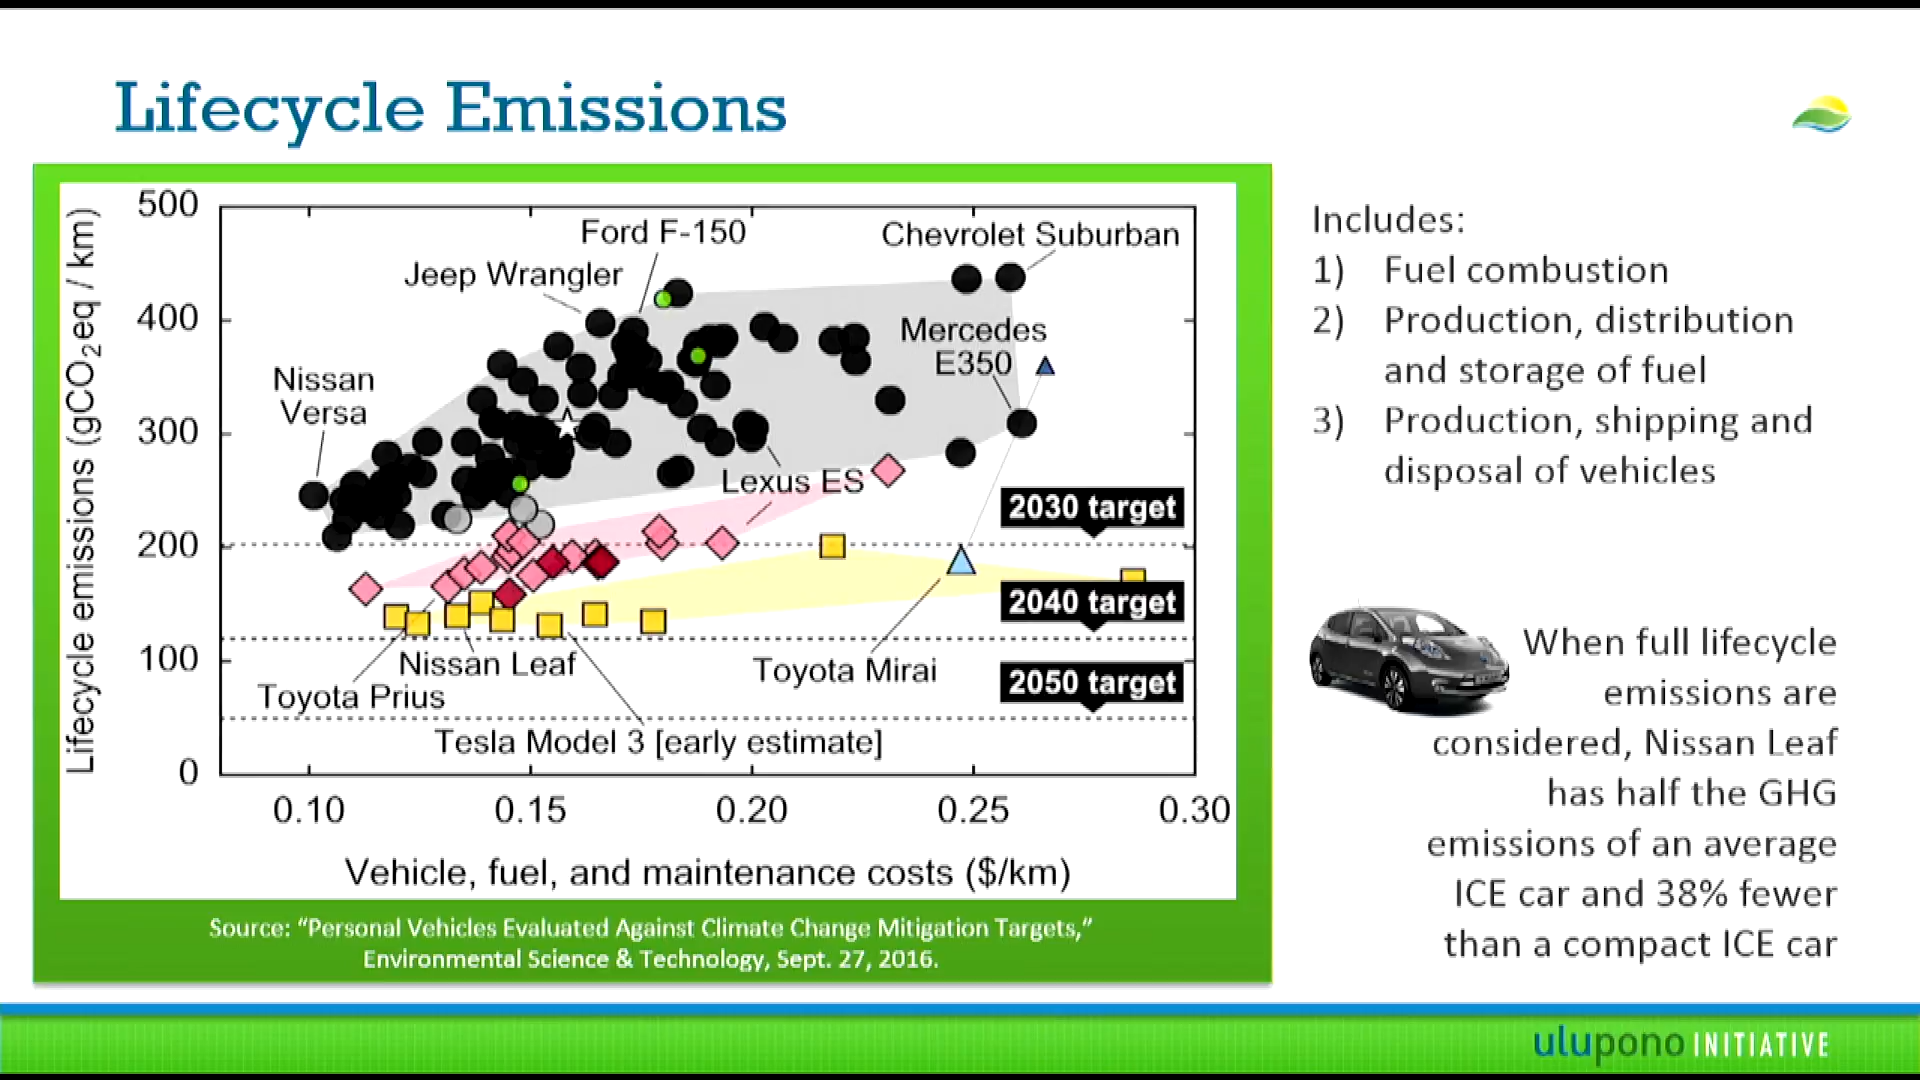 Lifecycle Emissions
Lifecycle emissions (gCO2eq / km)
500
400
300
200
100
0
Ford F-150
Chevrolet Suburban
Jeep Wrangler
Mercedes
E350
Nissan
Versa
Lexus ES
2030 target
2040 target
Nissan Leaf
Toyota Mirai
2050 target
Toyota Prius
Tesla Model 3 [early estimate]
0.10 0.15 0.20 0.25 0.30
Vehicle, fuel, and maintenance costs ($/km)
Source: “Personal Vehicles Evaluated Against Climate Change Mitigation Targets,”
Environmental Science & Technology, Sept. 27, 2016.
Includes:
1) Fuel combustion
2) Production, distribution
and storage of fuel
3) Production, shipping and
disposal of vehicles
When full lifecycle
emissions are
considered, Nissan Leaf
has half the GHG
emissions of an average
ICE car and 38% fewer
than a compact ICE car
ulupono INITIATIVE